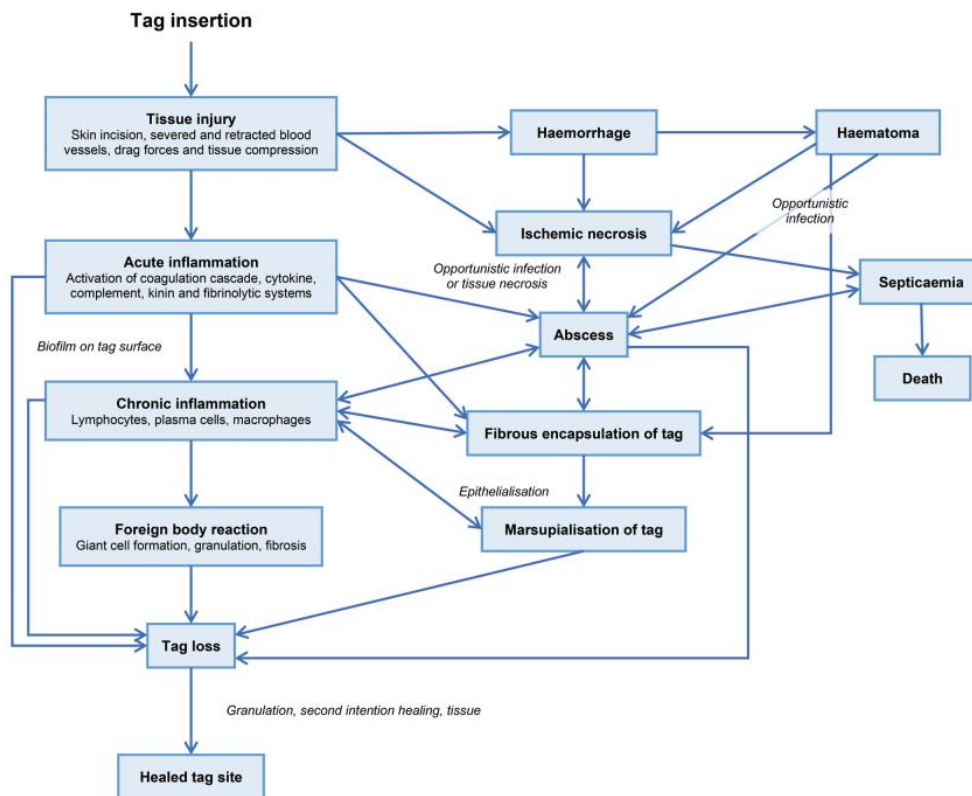 Tag insertion
Tissue injury
Skin incision, severed and retracted blood
vessels, drag forces and tissue compression
Haemorrhage
Haematoma
Opportunistic
infection
Ischemic necrosis
Acute inflammation
Activation of coagulation cascade, cytokine,
complement, kinin and fibrinolytic systems
Opportunistic infection
or tissue necrosis
Septicaemia
Abscess
Biofilm on tag surface
Death
Chronic inflammation
Lymphocytes, plasma cells, macrophages
Fibrous encapsulation of tag
Epithelialisation
Foreign body reaction
Giant cell formation, granulation, fibrosis
Marsupialisation of tag
Tag loss
Granulation, second intention healing, tissue
Healed tag site